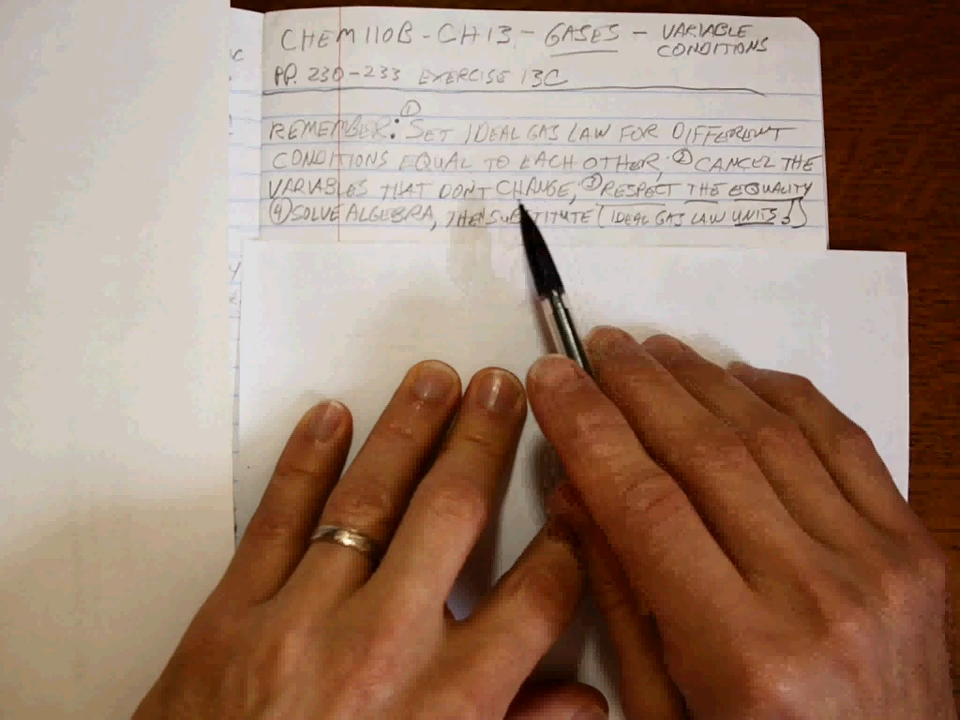 CHEM 110B - CH 13 - GASES - VARIABLE CONDITIONS
PP. 230-233 EXERCISE 13C
REMEMBER: ① SET IDEAL GAS LAW FOR DIFFERENT
CONDITIONS EQUAL TO EACH OTHER; ② CANCEL THE
VARIABLES THAT DON'T CHANGE; ③ RESPECT THE EQUALITY
④ SOLVE ALGEBRA, THEN SUBSTITUTE (IDEAL GAS LAW UNITS)